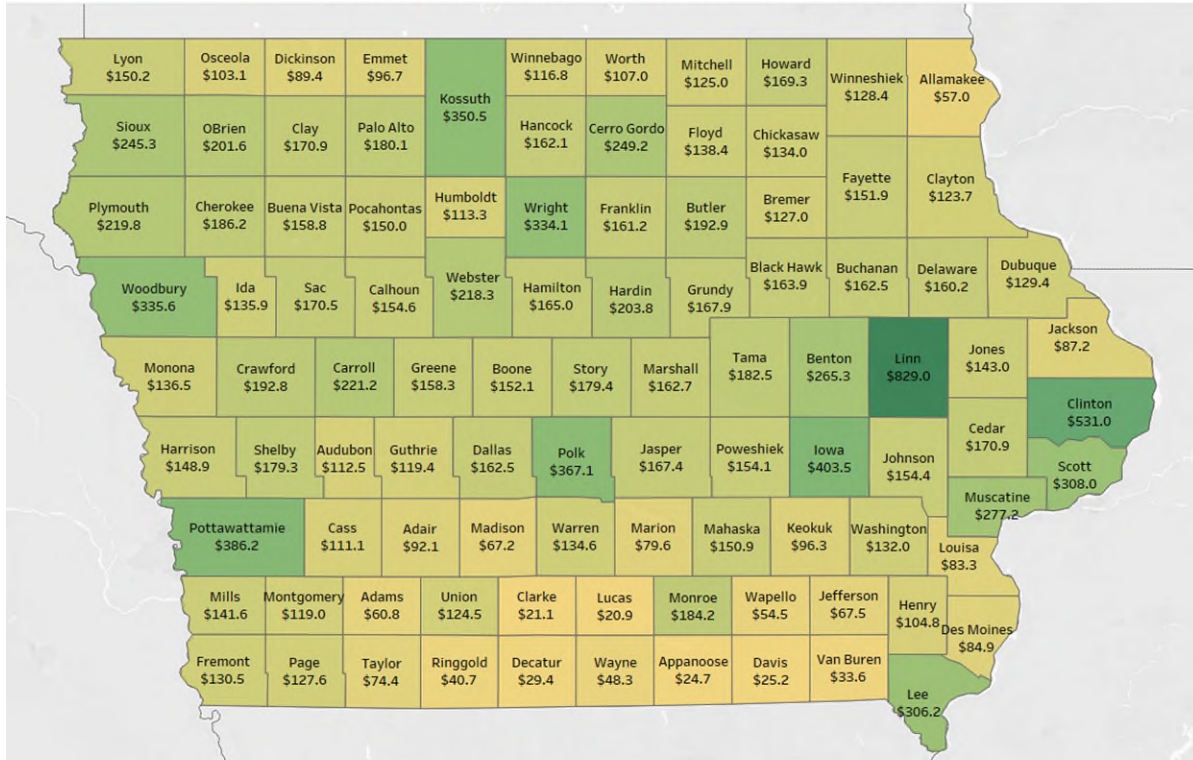 Lyon
$150.2
Osceola
$103.1
Dickinson
$89.4
Emmet
$96.7
Kossuth
$350.5
Winnebago
$116.8
Worth
$107.0
Mitchell
$125.0
Howard
$169.3
Winneshiek
$128.4
Allamakee
$57.0
Sioux
$245.3
OBrien
$201.6
Clay
$170.9
Palo Alto
$180.1
Hancock
$162.1
Cerro Gordo
$249.2
Floyd
$138.4
Chickasaw
$134.0
Fayette
$151.9
Clayton
$123.7
Plymouth
$219.8
Cherokee
$186.2
Buena Vista
$158.8
Pocahontas
$150.0
Humboldt
$113.3
Wright
$334.1
Franklin
$161.2
Butler
$192.9
Bremer
$127.0
Woodbury
$335.6
Ida
$135.9
Sac
$170.5
Calhoun
$154.6
Webster
$218.3
Hamilton
$165.0
Hardin
$203.8
Grundy
$167.9
Black Hawk
$163.9
Buchanan
$162.5
Delaware
$160.2
Dubuque
$129.4
Monona
$136.5
Crawford
$192.8
Carroll
$221.2
Greene
$158.3
Boone
$152.1
Story
$179.4
Marshall
$162.7
Tama
$182.5
Benton
$265.3
Linn
$829.0
Jones
$143.0
Jackson
$87.2
Clinton
$531.0
Harrison
$148.9
Shelby
$179.3
Audubon
$112.5
Guthrie
$119.4
Dallas
$162.5
Polk
$367.1
Jasper
$167.4
Poweshiek
$154.1
Iowa
$403.5
Johnson
$154.4
Cedar
$170.9
Scott
$308.0
Muscatine
$277.2
Pottawattamie
$386.2
Cass
$111.1
Adair
$92.1
Madison
$67.2
Warren
$134.6
Marion
$79.6
Mahaska
$150.9
Keokuk
$96.3
Washington
$132.0
Louisa
$83.3
Mills
$141.6
Montgomery
$119.0
Adams
$60.8
Union
$124.5
Clarke
$21.1
Lucas
$20.9
Monroe
$184.2
Wapello
$54.5
Jefferson
$67.5
Henry
$104.8
Des Moines
$84.9
Fremont
$130.5
Page
$127.6
Taylor
$74.4
Ringgold
$40.7
Decatur
$29.4
Wayne
$48.3
Appanoose
$24.7
Davis
$25.2
Van Buren
$33.6
Lee
$306.2